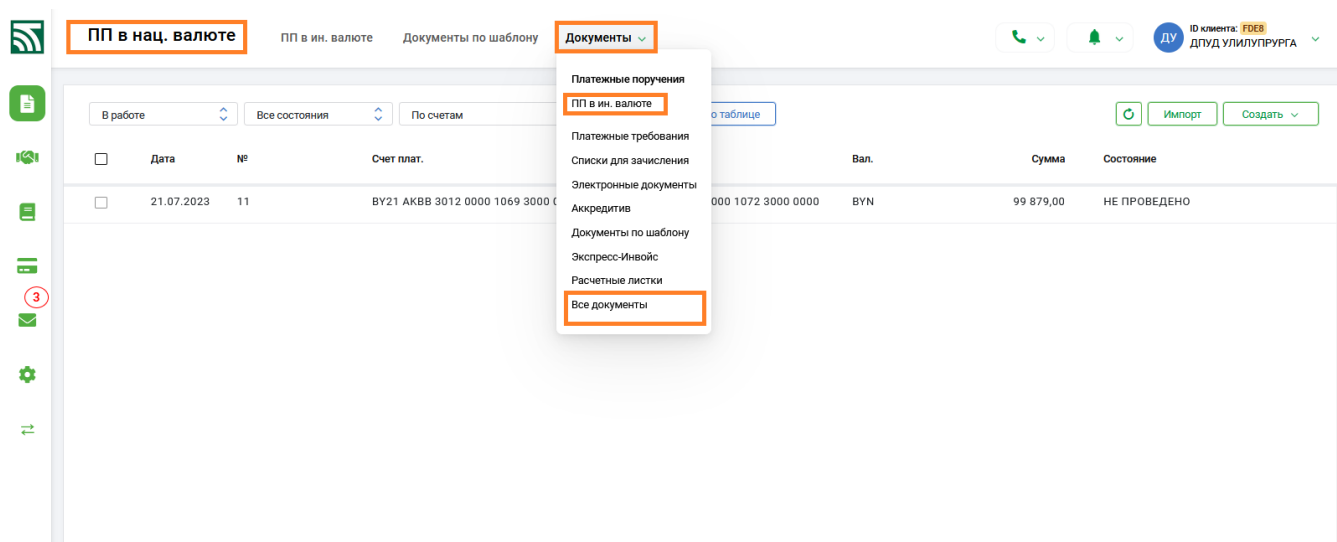 ПП в нац. валюте
ПП в ин. валюте
Документы по шаблону
Документы
ID клиента: FDE8
ДУ
ДПУД УЛИЛУПРУРГА
Платежные поручения
ПП в ин. валюте
Платежные требования
Списки для зачисления
Электронные документы
Аккредитив
Документы по шаблону
Экспресс-Инвойс
Расчетные листки
Все документы
В работе
Все состояния
По счетам
о таблице
Импорт
Создать
Дата № Счет плат. Вал. Сумма Состояние
21.07.2023 11 BY21 AKBB 3012 0000 1069 3000 000 1072 3000 0000 BYN 99 879,00 НЕ ПРОВЕДЕНО
3